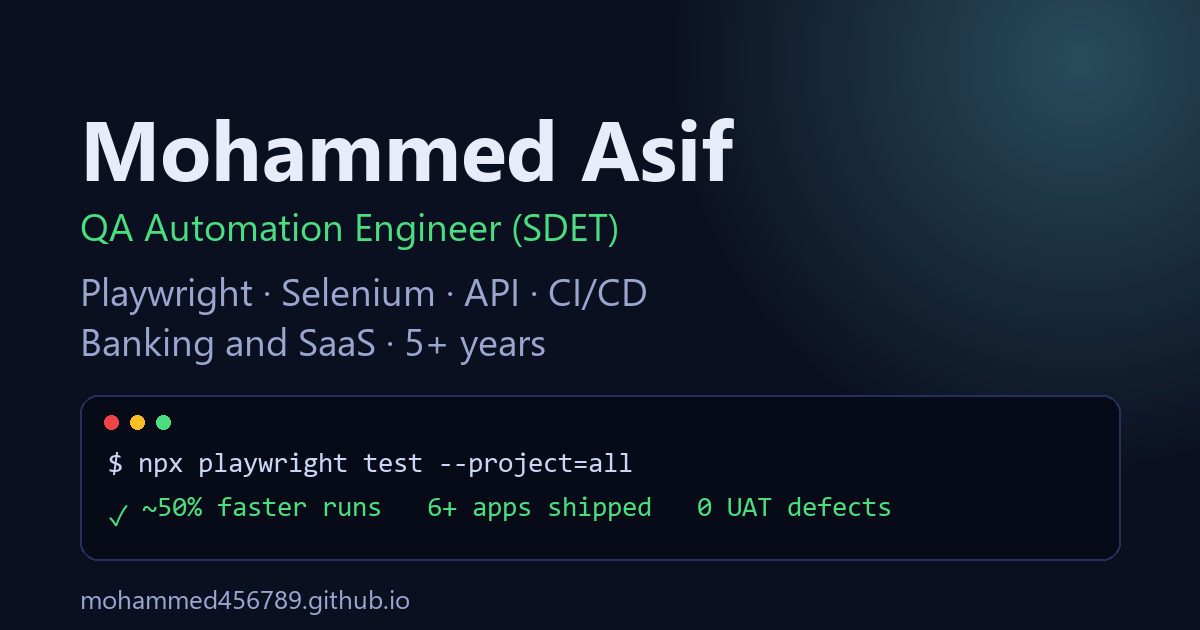 Mohammed Asif
QA Automation Engineer (SDET)
Playwright · Selenium · API · CI/CD
Banking and SaaS · 5+ years
$ npx playwright test --project=all
✓ ~50% faster runs   6+ apps shipped   0 UAT defects
mohammed456789.github.io